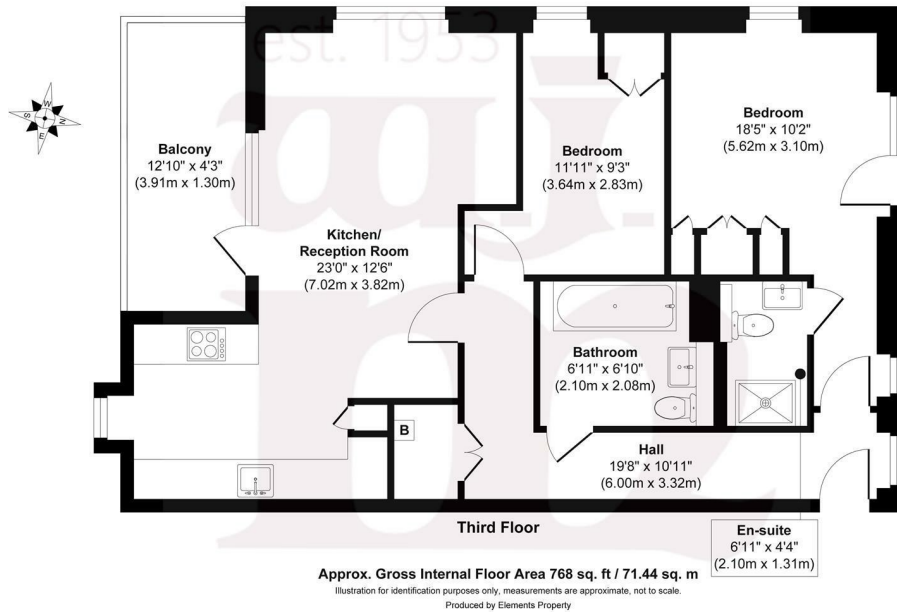 est. 1953
W
S
N
E
Balcony
12'10" x 4'3"
(3.91m x 1.30m)
Bedroom
11'11" x 9'3"
(3.64m x 2.83m)
Bedroom
18'5" x 10'2"
(5.62m x 3.10m)
Kitchen/
Reception Room
23'0" x 12'6"
(7.02m x 3.82m)
Bathroom
6'11" x 6'10"
(2.10m x 2.08m)
B
Hall
19'8" x 10'11"
(6.00m x 3.32m)
Third Floor
En-suite
6'11" x 4'4"
(2.10m x 1.31m)
Approx. Gross Internal Floor Area 768 sq. ft / 71.44 sq. m
Illustration for identification purposes only, measurements are approximate, not to scale.
Produced by Elements Property